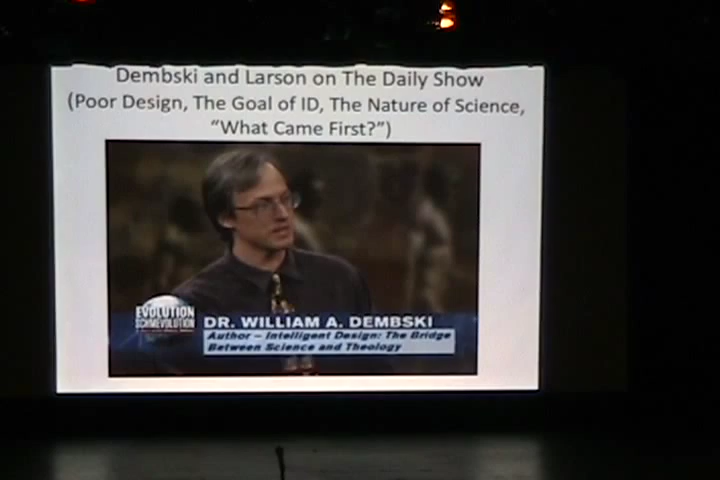 Dembski and Larson on The Daily Show
(Poor Design, The Goal of ID, The Nature of Science,
“What Came First?”)
EVOLUTION
SCHMEVOLUTION
DR. WILLIAM A. DEMBSKI
Author – Intelligent Design: The Bridge
Between Science and Theology